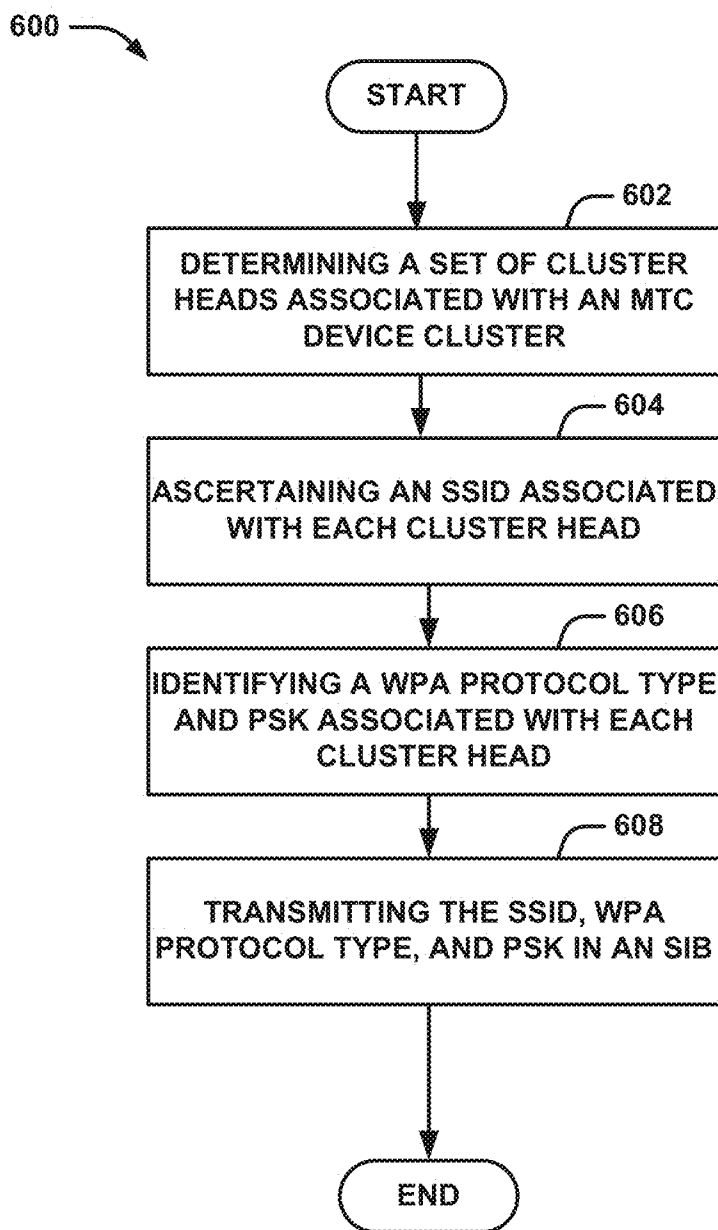 600
START
602
DETERMINING A SET OF CLUSTER
HEADS ASSOCIATED WITH AN MTC
DEVICE CLUSTER
604
ASCERTAINING AN SSID ASSOCIATED
WITH EACH CLUSTER HEAD
606
IDENTIFYING A WPA PROTOCOL TYPE
AND PSK ASSOCIATED WITH EACH
CLUSTER HEAD
608
TRANSMITTING THE SSID, WPA
PROTOCOL TYPE, AND PSK IN AN SIB
END